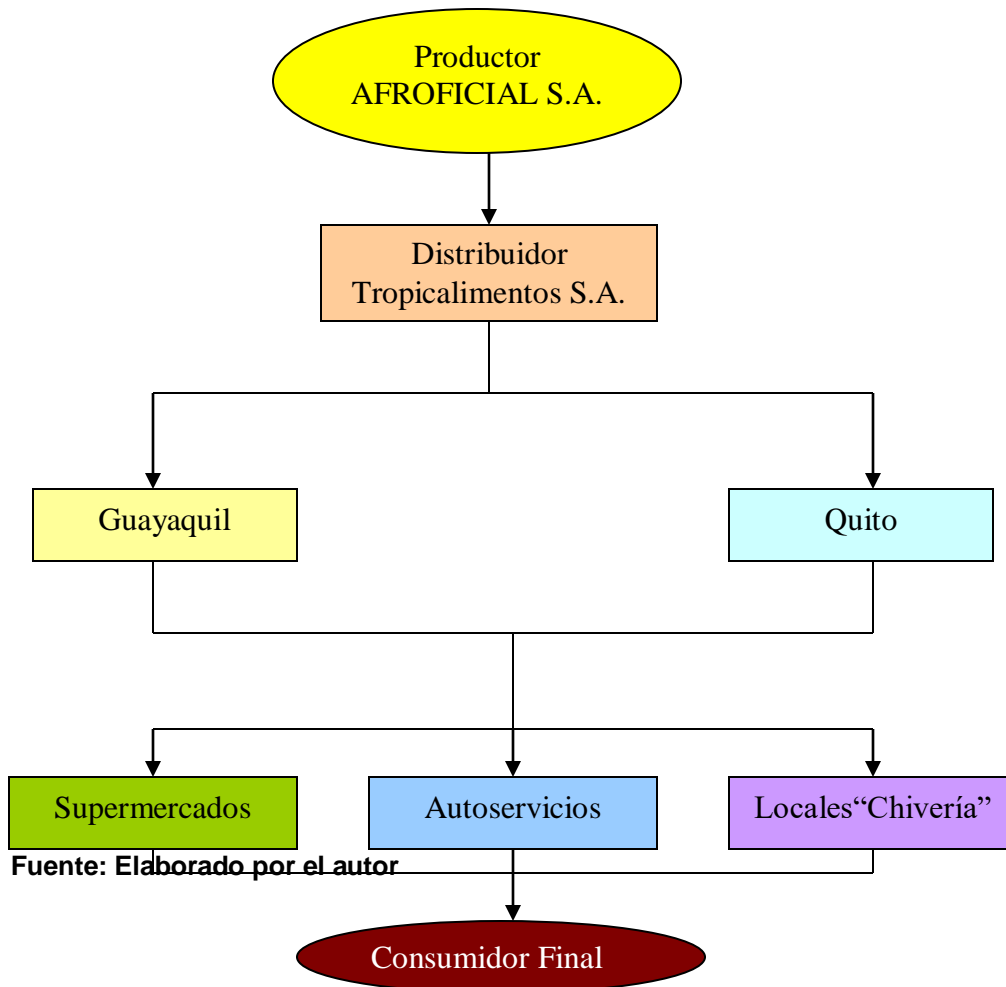 Productor
AFROFICIAL S.A.
Distribuidor
Tropicalimentos S.A.
Guayaquil
Quito
Supermercados
Autoservicios
Locales“Chivería”
Fuente: Elaborado por el autor
Consumidor Final